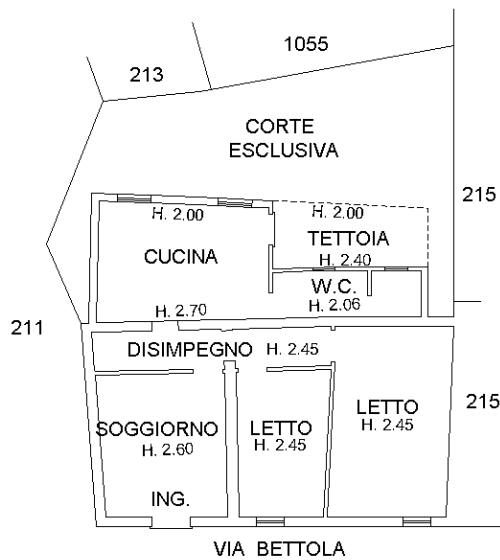 1055
213
CORTE
ESCLUSIVA
215
H. 2.00
H. 2.00
TETTOIA
CUCINA
H. 2.40
W.C.
H. 2.70
H. 2.06
211
DISIMPEGNO H. 2.45
215
LETTO
H. 2.45
SOGGIORNO
H. 2.60
LETTO
H. 2.45
ING.
VIA BETTOLA